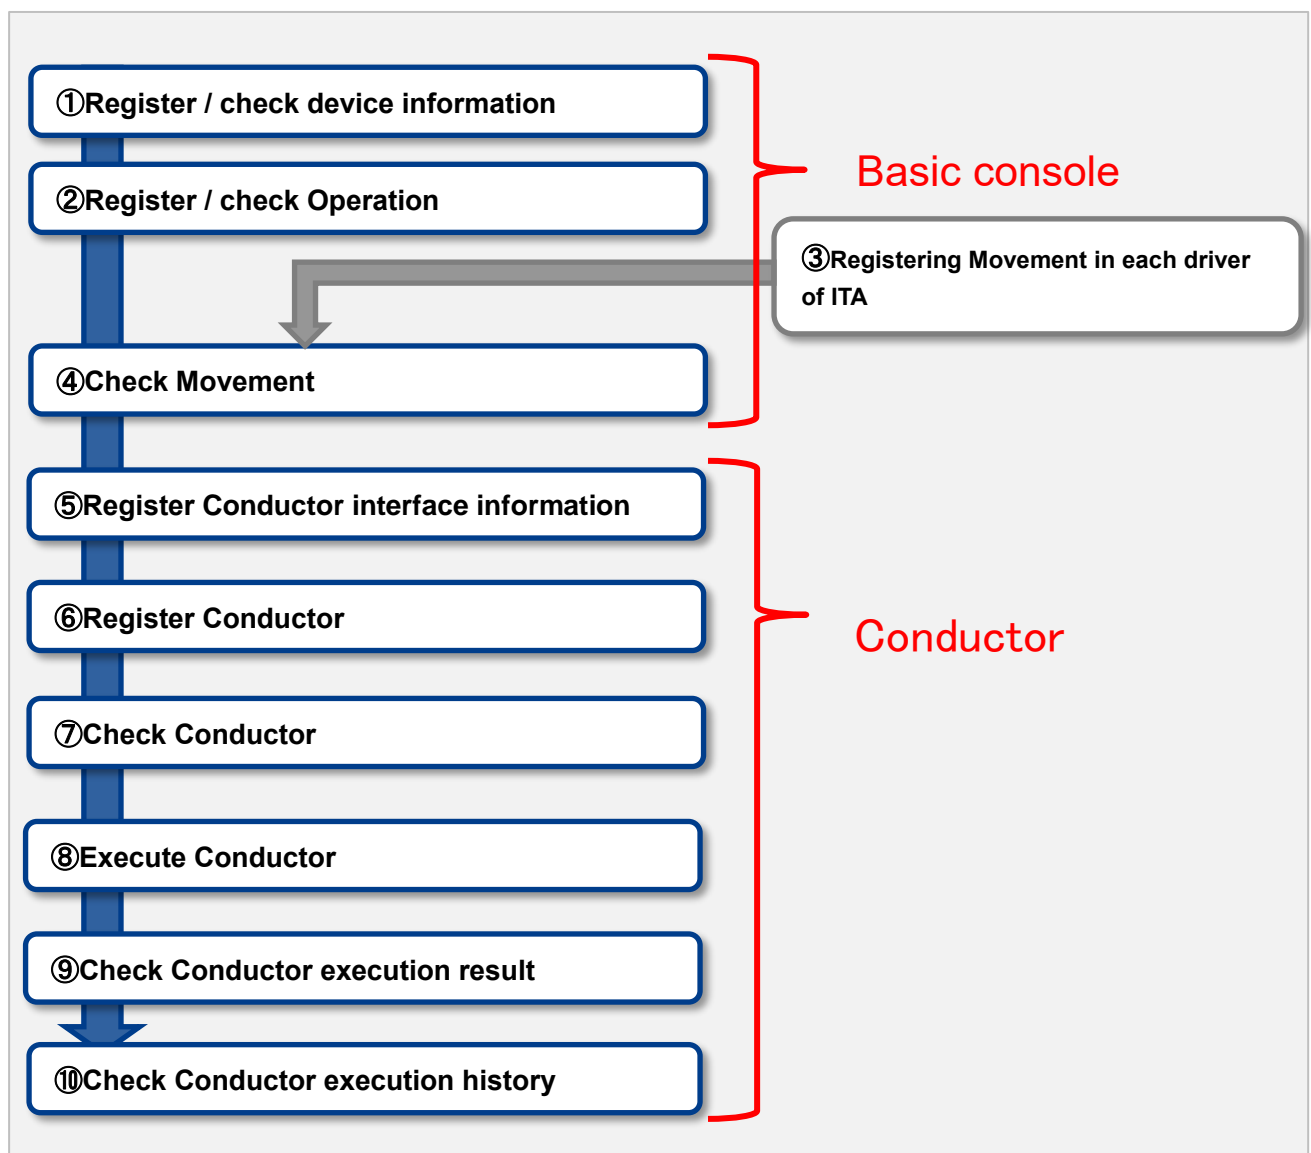 ①Register / check device information
Basic console
②Register / check Operation
③Registering Movement in each driver
of ITA
④Check Movement
⑤Register Conductor interface information
⑥Register Conductor
Conductor
⑦Check Conductor
⑧Execute Conductor
⑨Check Conductor execution result
⑩Check Conductor execution history